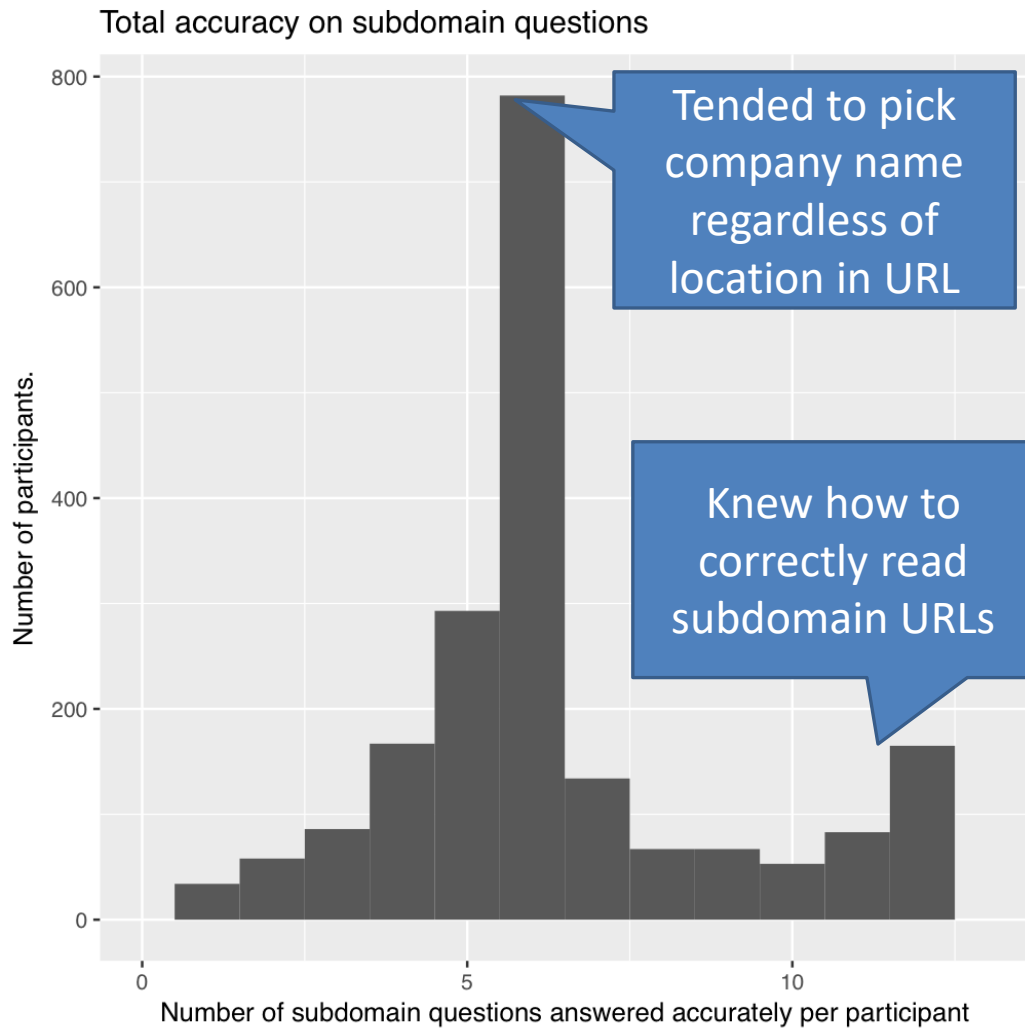 Total accuracy on subdomain questions
800
600
400
200
0
Number of participants.
Tended to pick
company name
regardless of
location in URL
Knew how to
correctly read
subdomain URLs
0
5
10
Number of subdomain questions answered accurately per participant